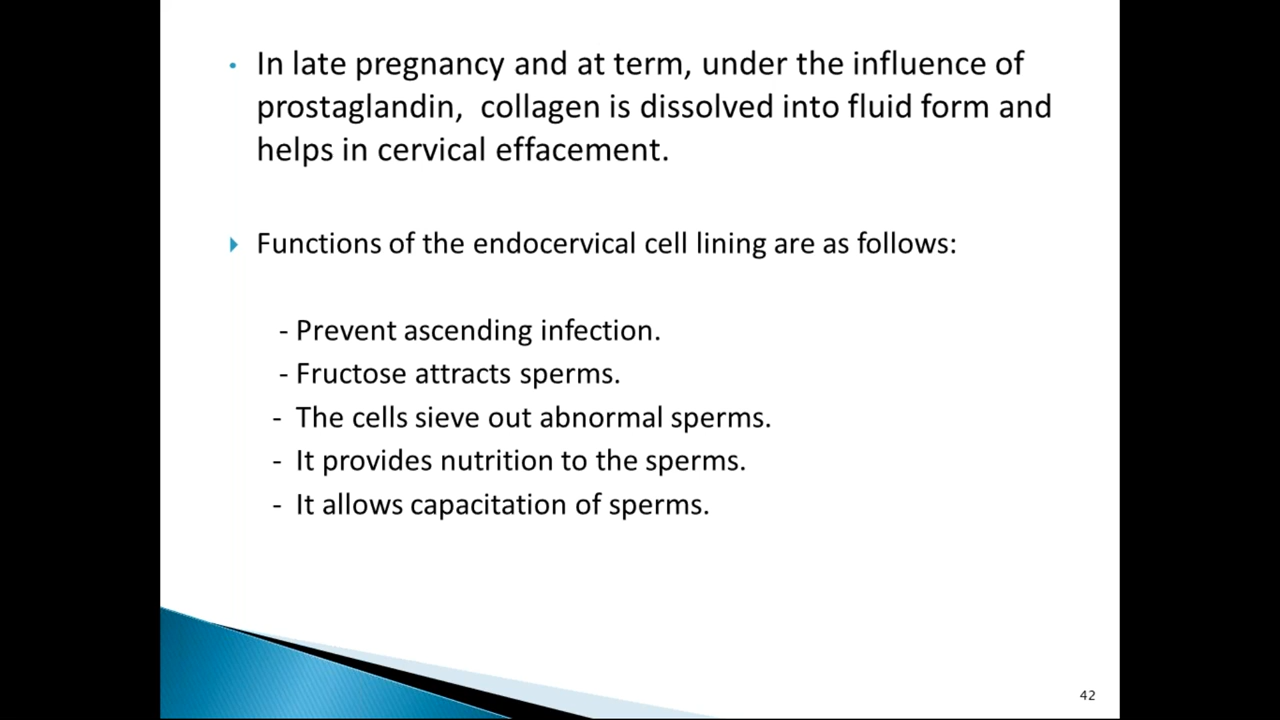 • In late pregnancy and at term, under the influence of
prostaglandin,  collagen is dissolved into fluid form and
helps in cervical effacement.
Functions of the endocervical cell lining are as follows:
- Prevent ascending infection.
- Fructose attracts sperms.
-  The cells sieve out abnormal sperms.
-  It provides nutrition to the sperms.
-  It allows capacitation of sperms.
42